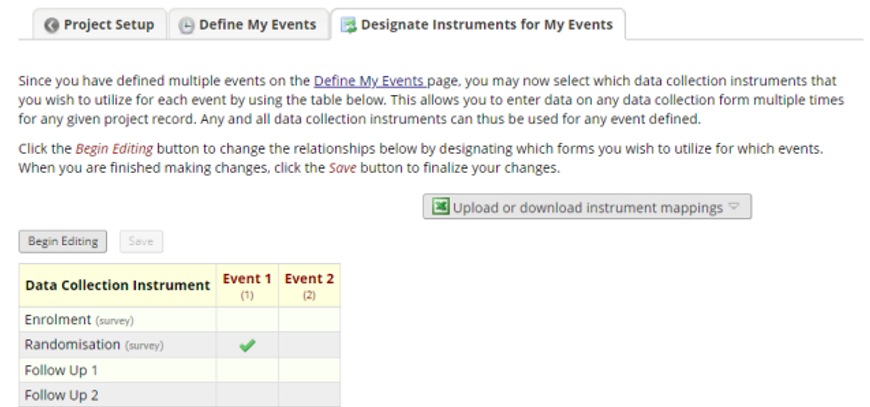 Project Setup Define My Events Designate Instruments for My Events
Since you have defined multiple events on the Define My Events page, you may now select which data collection instruments that
you wish to utilize for each event by using the table below. This allows you to enter data on any data collection form multiple times
for any given project record. Any and all data collection instruments can thus be used for any event defined.
Click the Begin Editing button to change the relationships below by designating which forms you wish to utilize for which events.
When you are finished making changes, click the Save button to finalize your changes.
Upload or download instrument mappings
Begin Editing Save
Data Collection Instrument Event 1 Event 2
(1) (2)
Enrolment (survey)
Randomisation (survey)
Follow Up 1
Follow Up 2